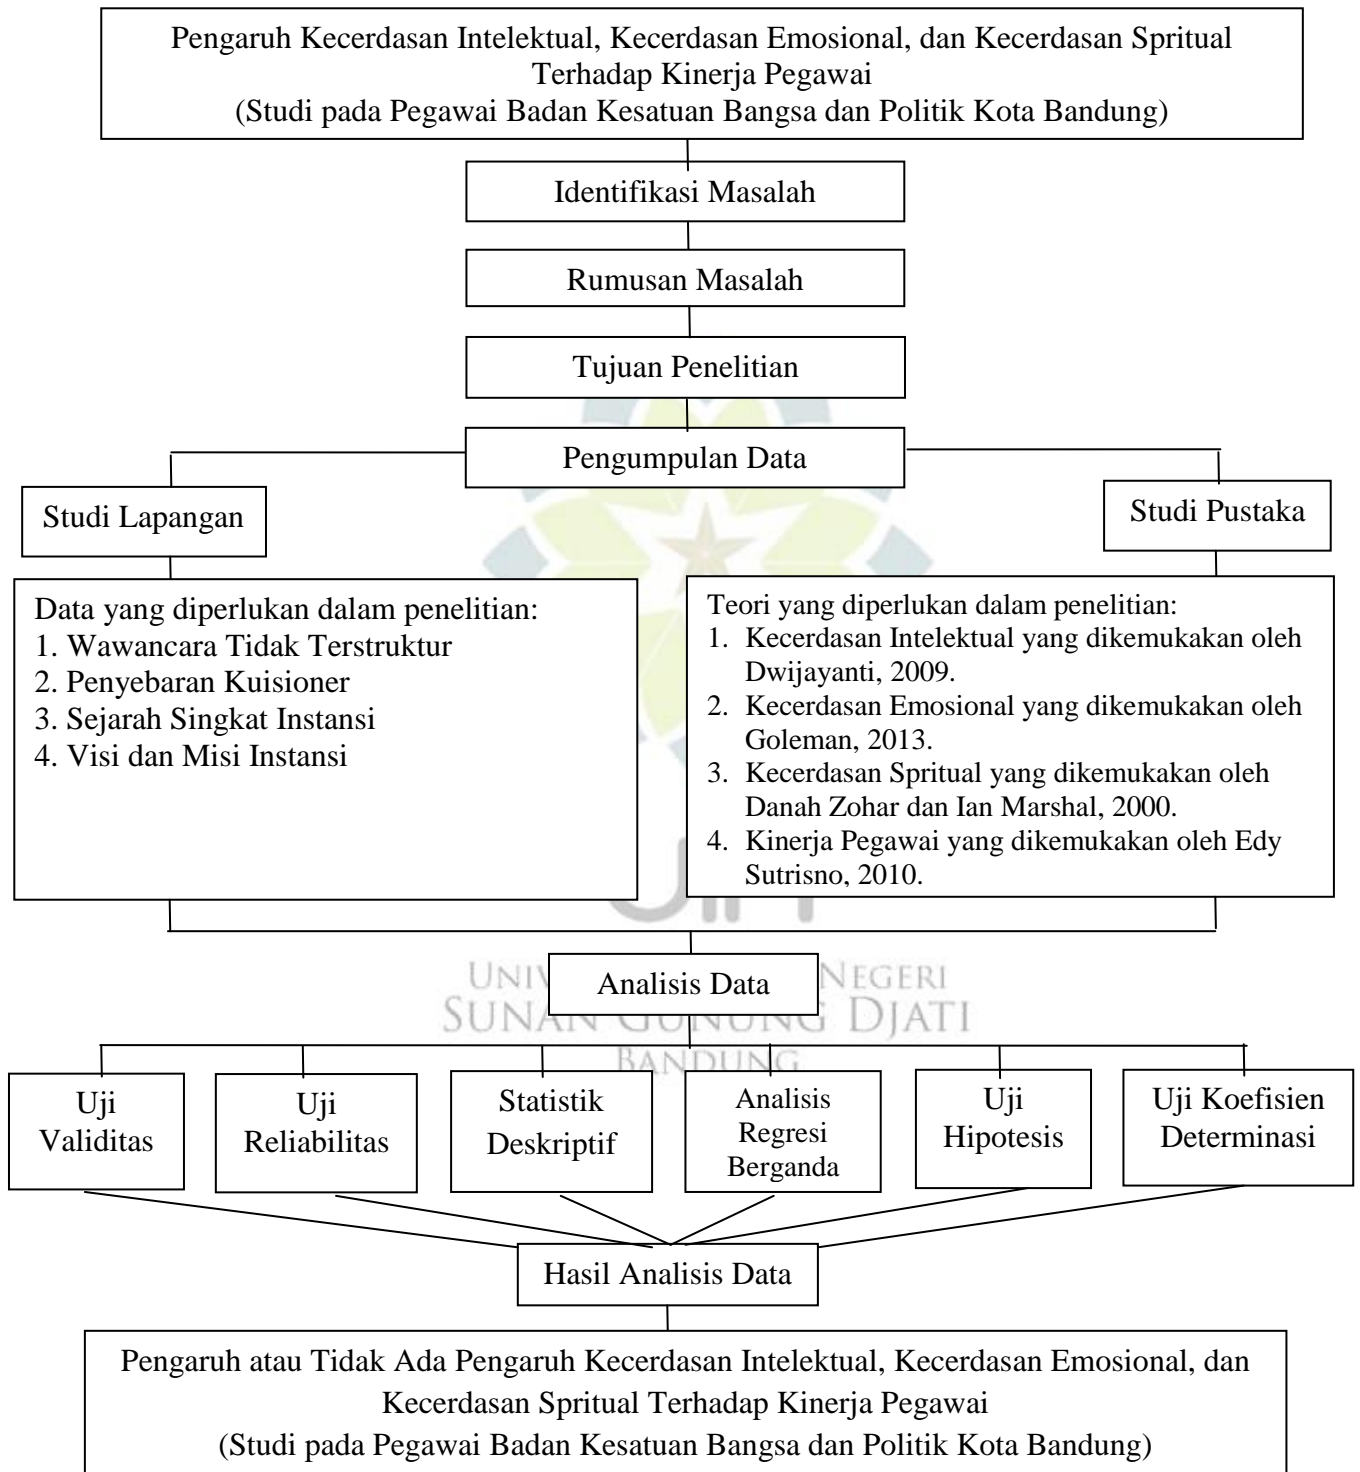 Pengaruh Kecerdasan Intelektual, Kecerdasan Emosional, dan Kecerdasan Spritual
Terhadap Kinerja Pegawai
(Studi pada Pegawai Badan Kesatuan Bangsa dan Politik Kota Bandung)
Identifikasi Masalah
Rumusan Masalah
Tujuan Penelitian
Pengumpulan Data
Studi Lapangan
Studi Pustaka
Data yang diperlukan dalam penelitian:
1. Wawancara Tidak Terstruktur
2. Penyebaran Kuisioner
3. Sejarah Singkat Instansi
4. Visi dan Misi Instansi
Teori yang diperlukan dalam penelitian:
1. Kecerdasan Intelektual yang dikemukakan oleh
Dwijayanti, 2009.
2. Kecerdasan Emosional yang dikemukakan oleh
Goleman, 2013.
3. Kecerdasan Spritual yang dikemukakan oleh
Danah Zohar dan Ian Marshal, 2000.
4. Kinerja Pegawai yang dikemukakan oleh Edy
Sutrisno, 2010.
Analisis Data
NEGERI
SUNAN GUNUNG DJATI
BANDUNG
Uji
Validitas
Uji
Reliabilitas
Statistik
Deskriptif
Analisis
Regresi
Berganda
Uji
Hipotesis
Uji Koefisien
Determinasi
Hasil Analisis Data
Pengaruh atau Tidak Ada Pengaruh Kecerdasan Intelektual, Kecerdasan Emosional, dan
Kecerdasan Spritual Terhadap Kinerja Pegawai
(Studi pada Pegawai Badan Kesatuan Bangsa dan Politik Kota Bandung)